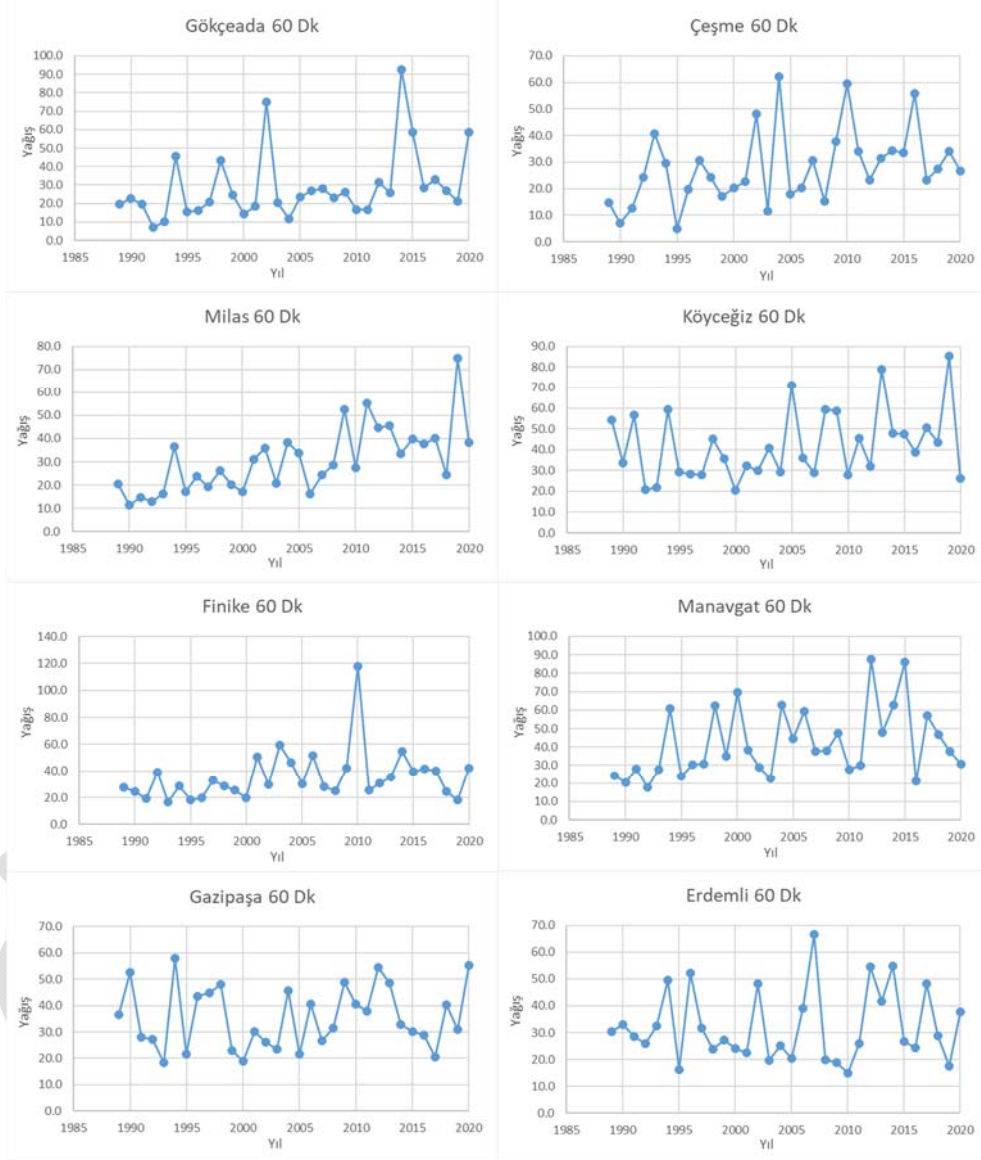 Gökçeada 60 Dk
100.0
90.0
80.0
70.0
60.0
50.0
40.0
30.0
20.0
10.0
0.0
Yağış
1985 1990 1995 2000 2005 2010 2015 2020
Yıl
Çeşme 60 Dk
70.0
60.0
50.0
40.0
30.0
20.0
10.0
0.0
Yağış
1985 1990 1995 2000 2005 2010 2015 2020
Yıl
Milas 60 Dk
80.0
70.0
60.0
50.0
40.0
30.0
20.0
10.0
0.0
Yağış
1985 1990 1995 2000 2005 2010 2015 2020
Yıl
Köyceğiz 60 Dk
90.0
80.0
70.0
60.0
50.0
40.0
30.0
20.0
10.0
0.0
Yağış
1985 1990 1995 2000 2005 2010 2015 2020
Yıl
Finike 60 Dk
140.0
120.0
100.0
80.0
60.0
40.0
20.0
0.0
Yağış
1985 1990 1995 2000 2005 2010 2015 2020
Yıl
Manavgat 60 Dk
100.0
90.0
80.0
70.0
60.0
50.0
40.0
30.0
20.0
10.0
0.0
Yağış
1985 1990 1995 2000 2005 2010 2015 2020
Yıl
Gazipaşa 60 Dk
70.0
60.0
50.0
40.0
30.0
20.0
10.0
0.0
Yağış
1985 1990 1995 2000 2005 2010 2015 2020
Yıl
Erdemli 60 Dk
70.0
60.0
50.0
40.0
30.0
20.0
10.0
0.0
Yağış
1985 1990 1995 2000 2005 2010 2015 2020
Yıl